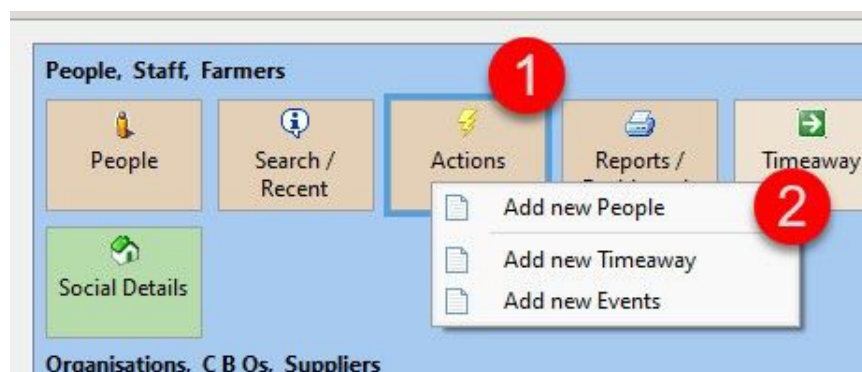 People, Staff, Farmers
1
People
Search /
Recent
Actions
Reports /
Timeaway
Add new People
2
Add new Timeaway
Add new Events
Social Details
Organisations, C B Os, Suppliers